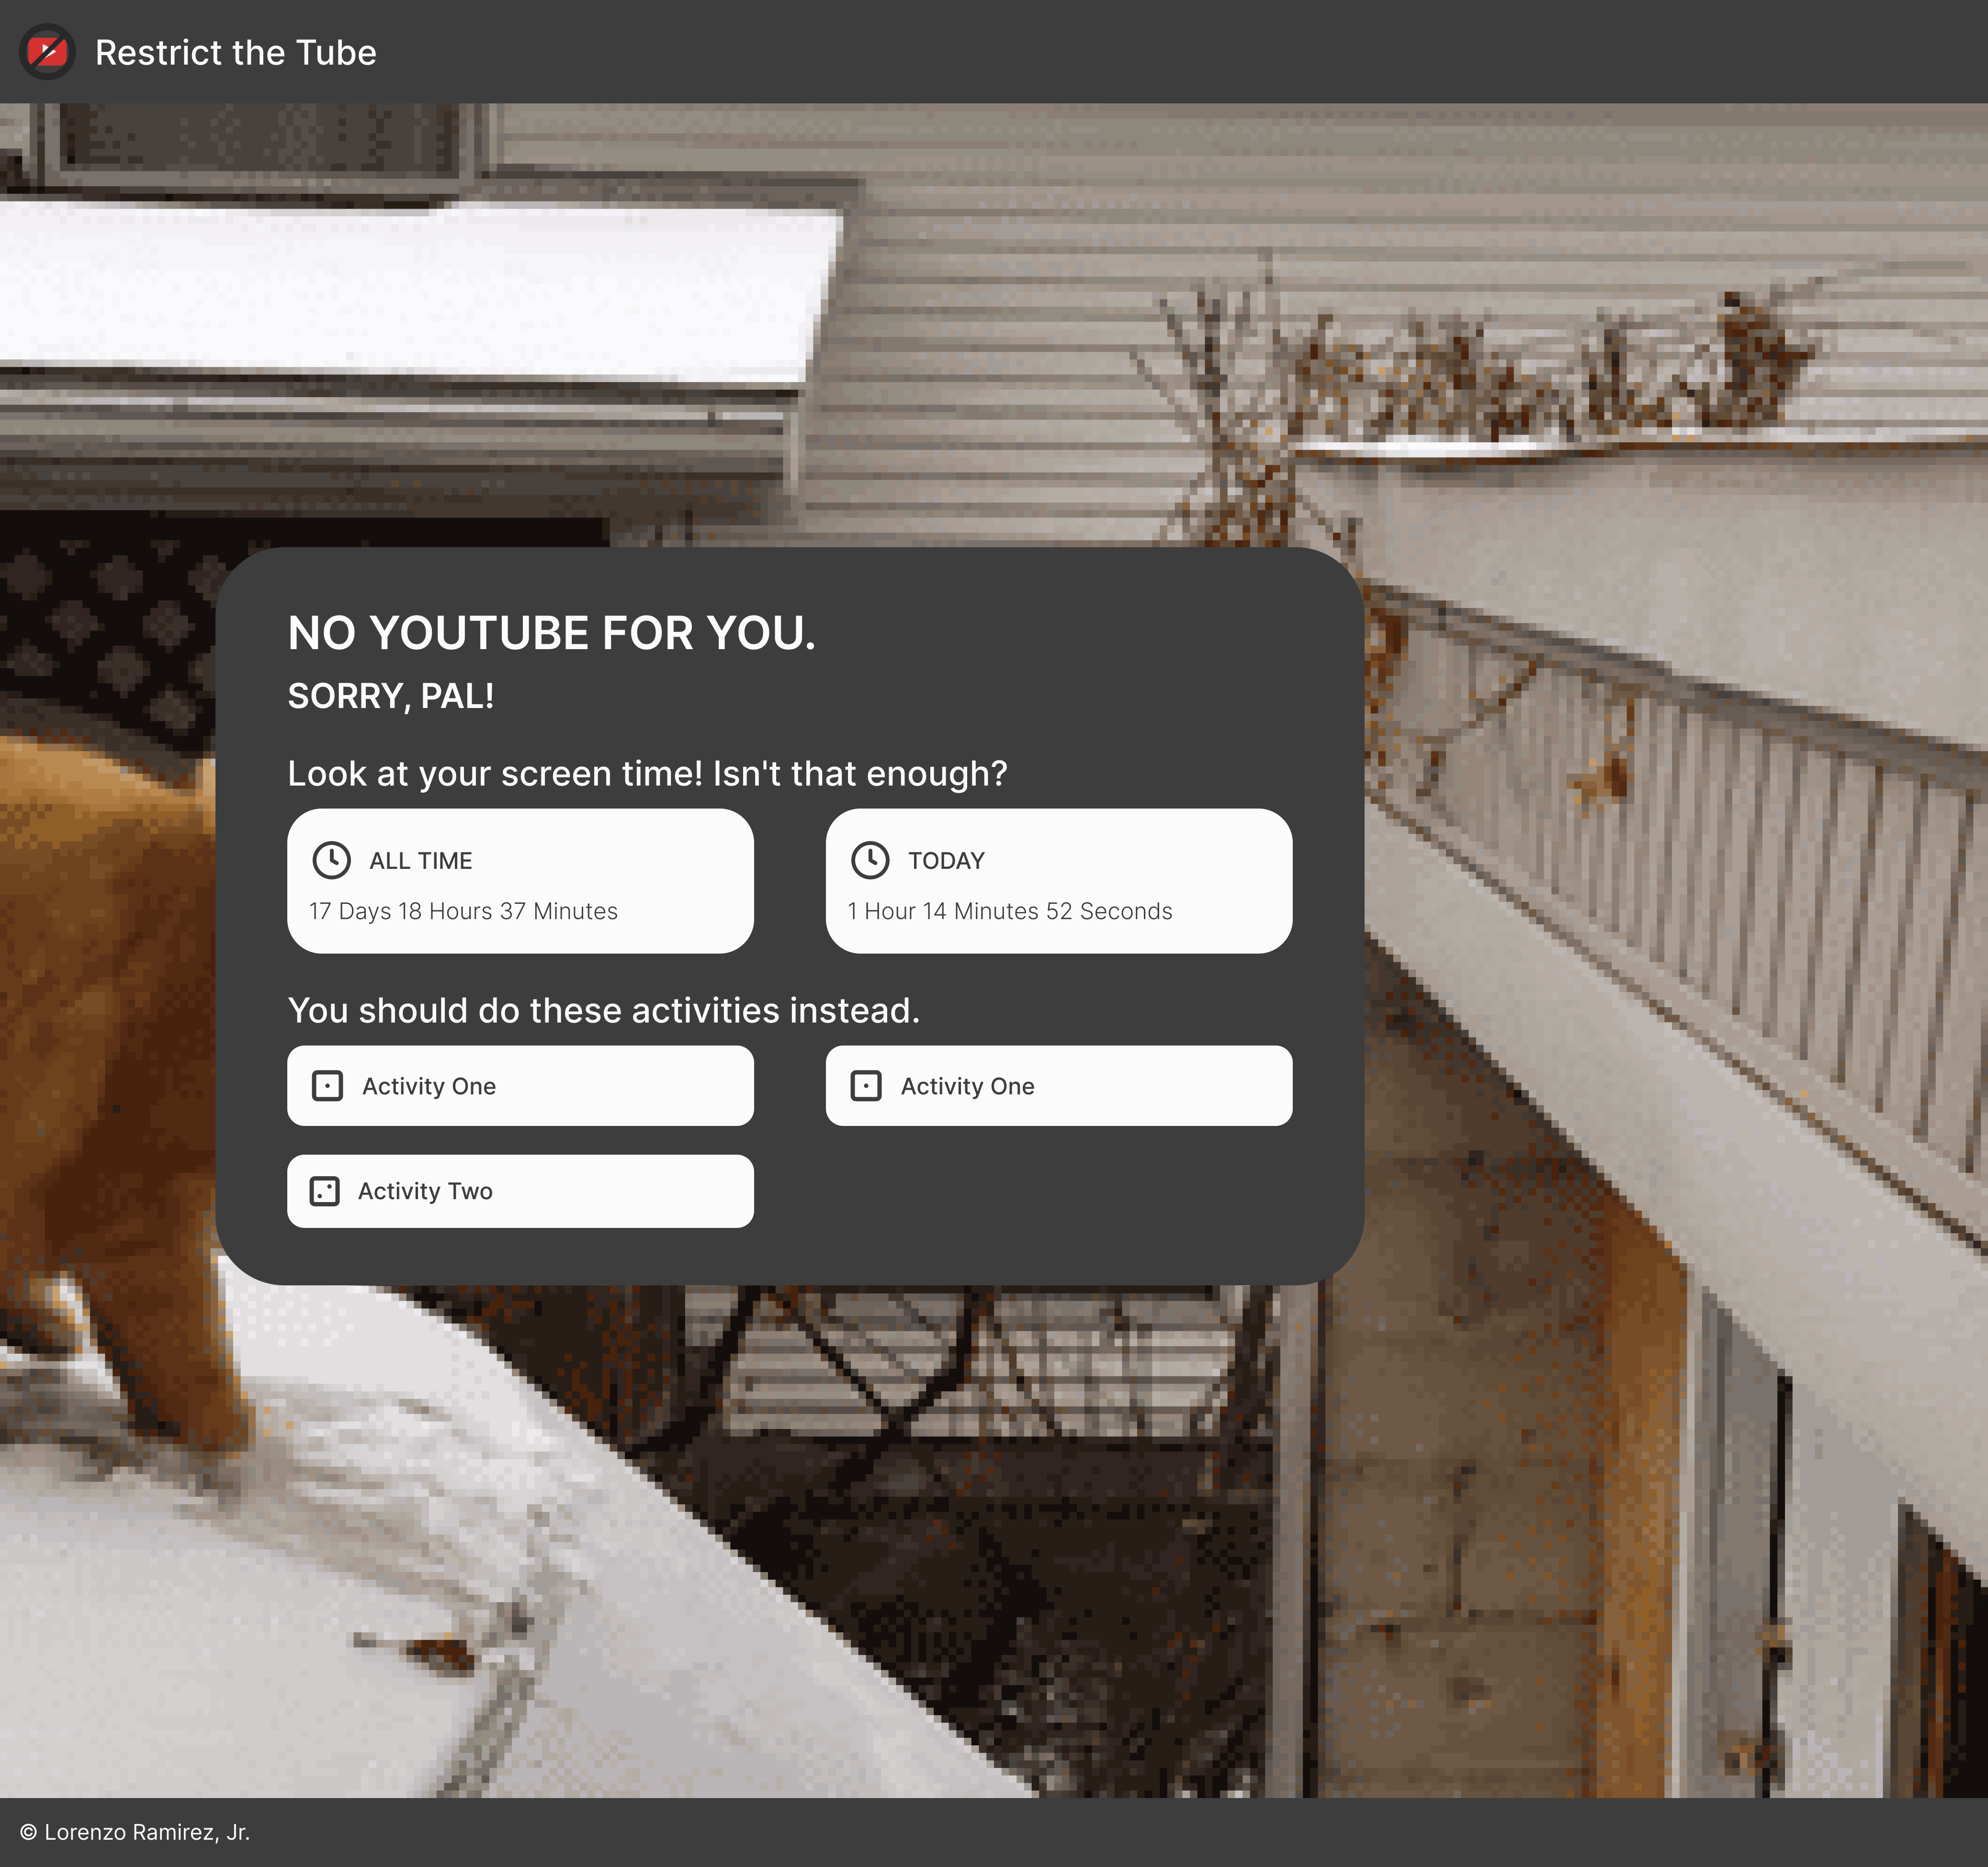 Restrict the Tube
NO YOUTUBE FOR YOU.
SORRY, PAL!
Look at your screen time! Isn't that enough?
ALL TIME
17 Days 18 Hours 37 Minutes
TODAY
1 Hour 14 Minutes 52 Seconds
You should do these activities instead.
Activity One
Activity One
Activity Two
© Lorenzo Ramirez, Jr.